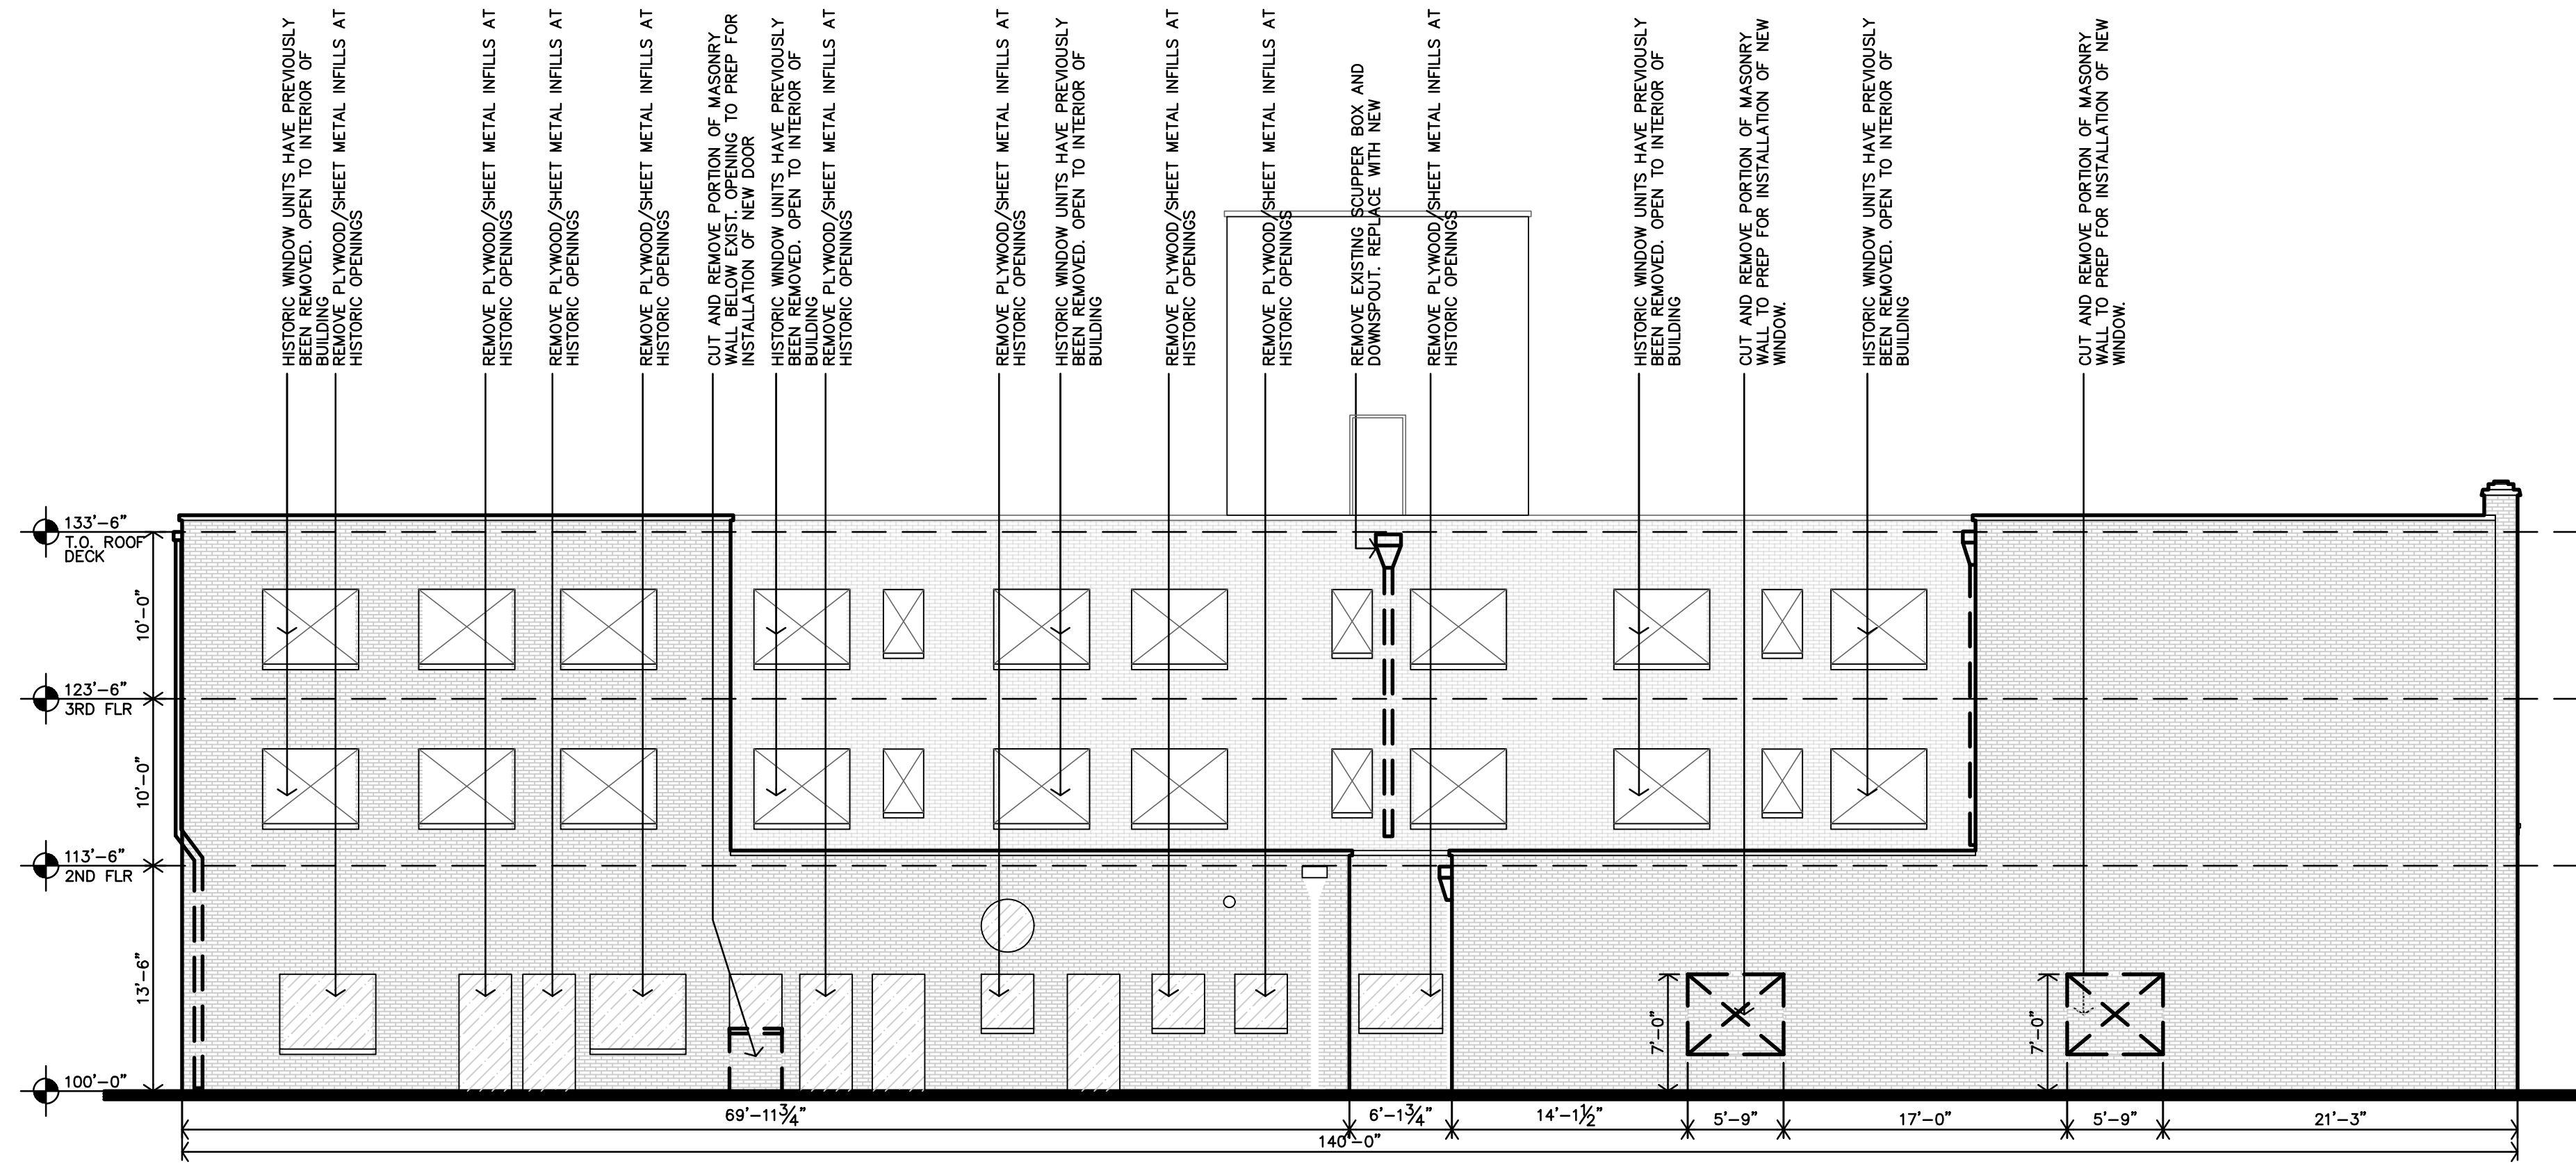 HISTORIC WINDOW UNITS HAVE PREVIOUSLY
BEEN REMOVED. OPEN TO INTERIOR OF
BUILDING
REMOVE PLYWOOD/SHEET METAL INFILLS AT
HISTORIC OPENINGS
REMOVE PLYWOOD/SHEET METAL INFILLS AT
HISTORIC OPENINGS
REMOVE PLYWOOD/SHEET METAL INFILLS AT
HISTORIC OPENINGS
REMOVE PLYWOOD/SHEET METAL INFILLS AT
HISTORIC OPENINGS
CUT AND REMOVE PORTION OF MASONRY
WALL BELOW EXIST. OPENING TO PREP FOR
INSTALLATION OF NEW DOOR
HISTORIC WINDOW UNITS HAVE PREVIOUSLY
BEEN REMOVED. OPEN TO INTERIOR OF
BUILDING
REMOVE PLYWOOD/SHEET METAL INFILLS AT
HISTORIC OPENINGS
REMOVE PLYWOOD/SHEET METAL INFILLS AT
HISTORIC OPENINGS
HISTORIC WINDOW UNITS HAVE PREVIOUSLY
BEEN REMOVED. OPEN TO INTERIOR OF
BUILDING
REMOVE PLYWOOD/SHEET METAL INFILLS AT
HISTORIC OPENINGS
REMOVE PLYWOOD/SHEET METAL INFILLS AT
HISTORIC OPENINGS
REMOVE EXISTING SCUPPER BOX AND
DOWNSPOUT. REPLACE WITH NEW
REMOVE PLYWOOD/SHEET METAL INFILLS AT
HISTORIC OPENINGS
HISTORIC WINDOW UNITS HAVE PREVIOUSLY
BEEN REMOVED. OPEN TO INTERIOR OF
BUILDING
CUT AND REMOVE PORTION OF MASONRY
WALL TO PREP FOR INSTALLATION OF NEW
WINDOW.
HISTORIC WINDOW UNITS HAVE PREVIOUSLY
BEEN REMOVED. OPEN TO INTERIOR OF
BUILDING
CUT AND REMOVE PORTION OF MASONRY
WALL TO PREP FOR INSTALLATION OF NEW
WINDOW.
133'-6"
T.O. ROOF
DECK
10'-0"
123'-6"
3RD FLR
10'-0"
113'-6"
2ND FLR
13'-6"
100'-0"
7'-0"
7'-0"
69'-11¾"
6'-1¾"
14'-1½"
5'-9"
17'-0"
5'-9"
21'-3"
140'-0"